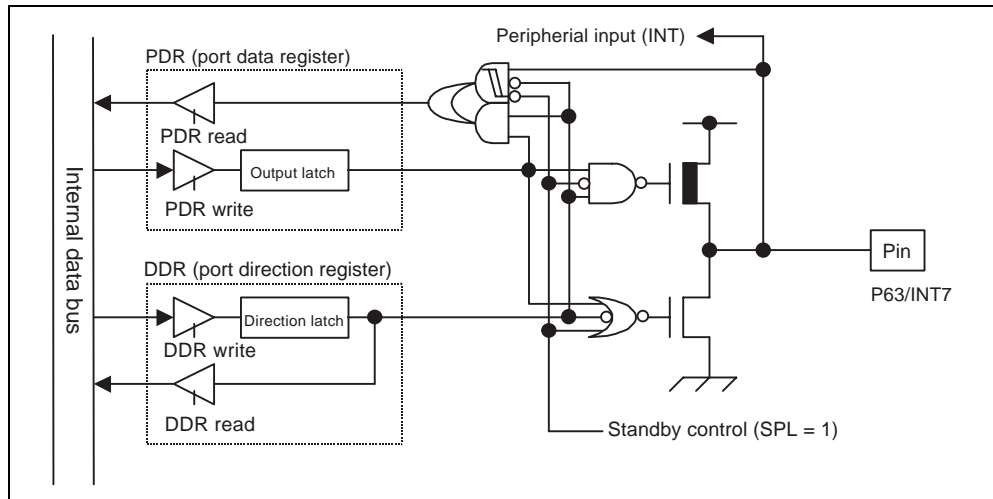 Peripherial input (INT)
PDR (port data register)
PDR read
Output latch
PDR write
Internal data bus
Pin
P63/INT7
DDR (port direction register)
Direction latch
DDR write
DDR read
Standby control (SPL = 1)